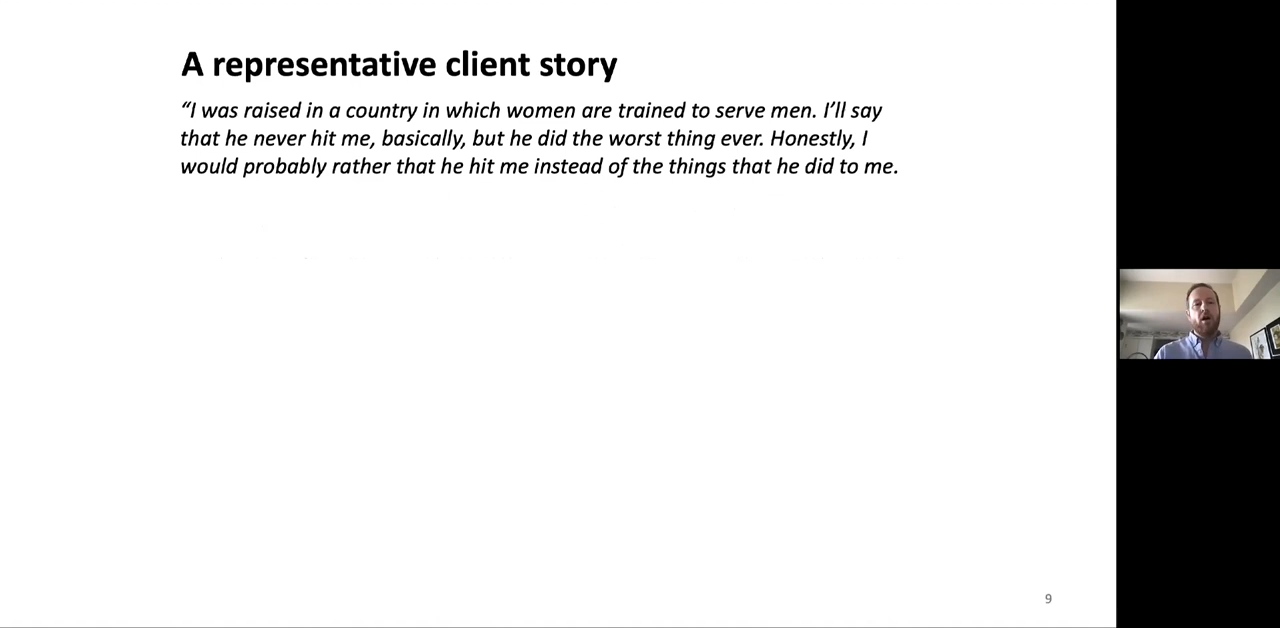 A representative client story
“I was raised in a country in which women are trained to serve men. I’ll say
that he never hit me, basically, but he did the worst thing ever. Honestly, I
would probably rather that he hit me instead of the things that he did to me.
9